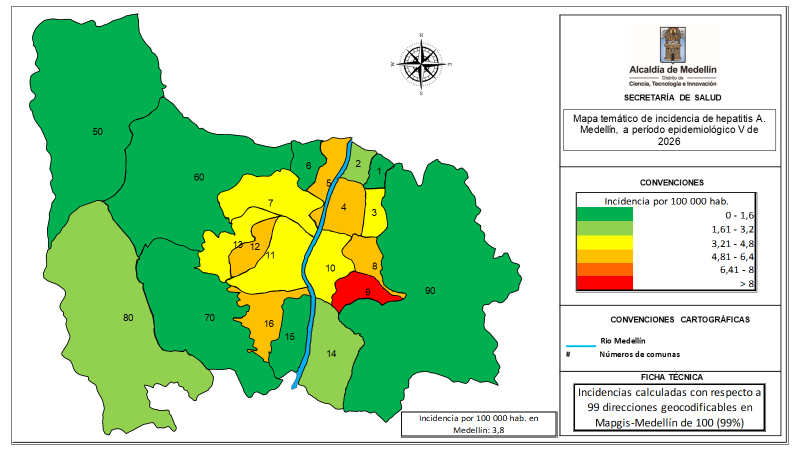 N
W
E
S
50
60
6
5
2
1
7
4
3
13
12
11
10
8
9
90
80
70
16
15
14
Incidencia por 100 000 hab. en
Medellín: 3,8
Alcaldía de Medellín
Distrito de
Ciencia, Tecnología e Innovación
SECRETARÍA DE SALUD
Mapa temático de incidencia de hepatitis A.
Medellín, a período epidemiológico V de
2026
CONVENCIONES
Incidencia por 100 000 hab.
0 - 1,6
1,61 - 3,2
3,21 - 4,8
4,81 - 6,4
6,41 - 8
> 8
CONVENCIONES CARTOGRÁFICAS
Rio Medellín
# Números de comunas
FICHA TÉCNICA
Incidencias calculadas con respecto a
99 direcciones geocodificables en
Mapgis-Medellín de 100 (99%)